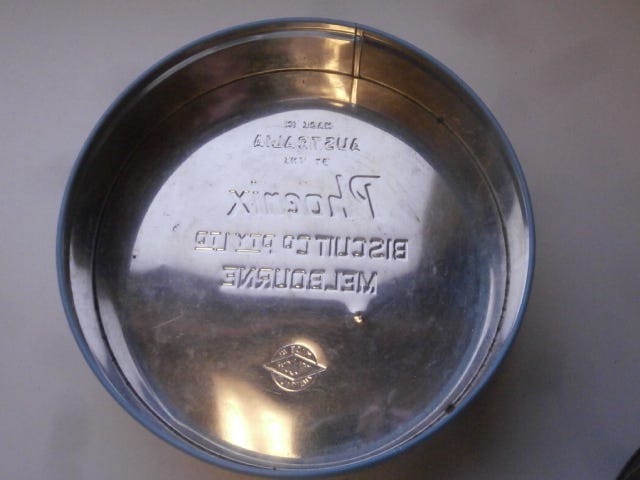 MADE IN
AUSTRALIA
BY THE
Phoenix
BISCUIT CO PTY. LTD
MELBOURNE